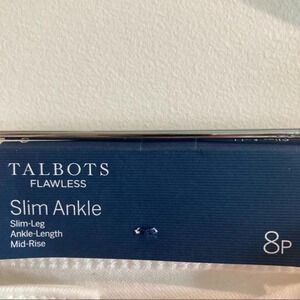 TALBOTS
FLAWLESS
Slim Ankle
Slim-Leg
Ankle-Length
Mid-Rise
8P